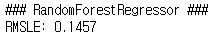 ### RandomForestRegressor ###
RMSLE: 0.1457